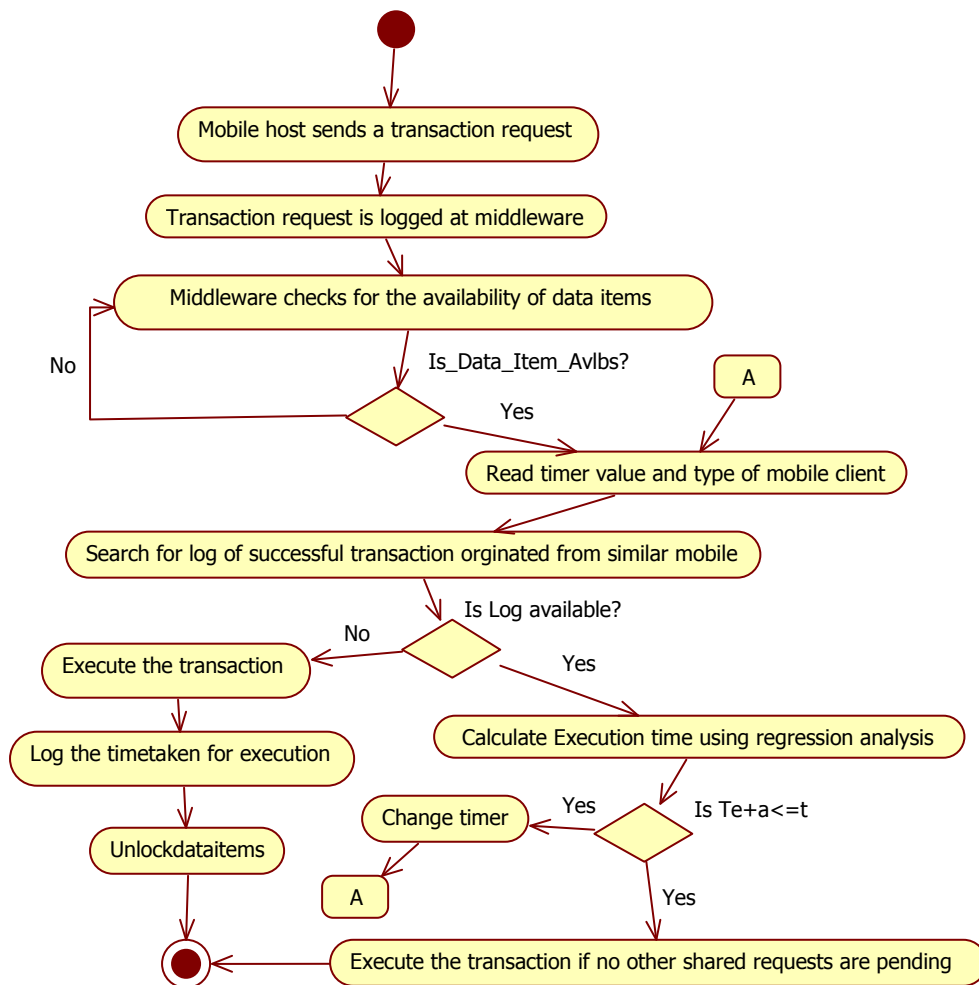 Mobile host sends a transaction request
Transaction request is logged at middleware
Middleware checks for the availability of data items
No
Is_Data_Item_Avlbs?
A
Yes
Read timer value and type of mobile client
Search for log of successful transaction orginated from similar mobile
Is Log available?
No
Execute the transaction
Yes
Log the timetaken for execution
Calculate Execution time using regression analysis
Yes
Is Te+a<=t
Change timer
Unlockdataitems
A
Yes
Execute the transaction if no other shared requests are pending